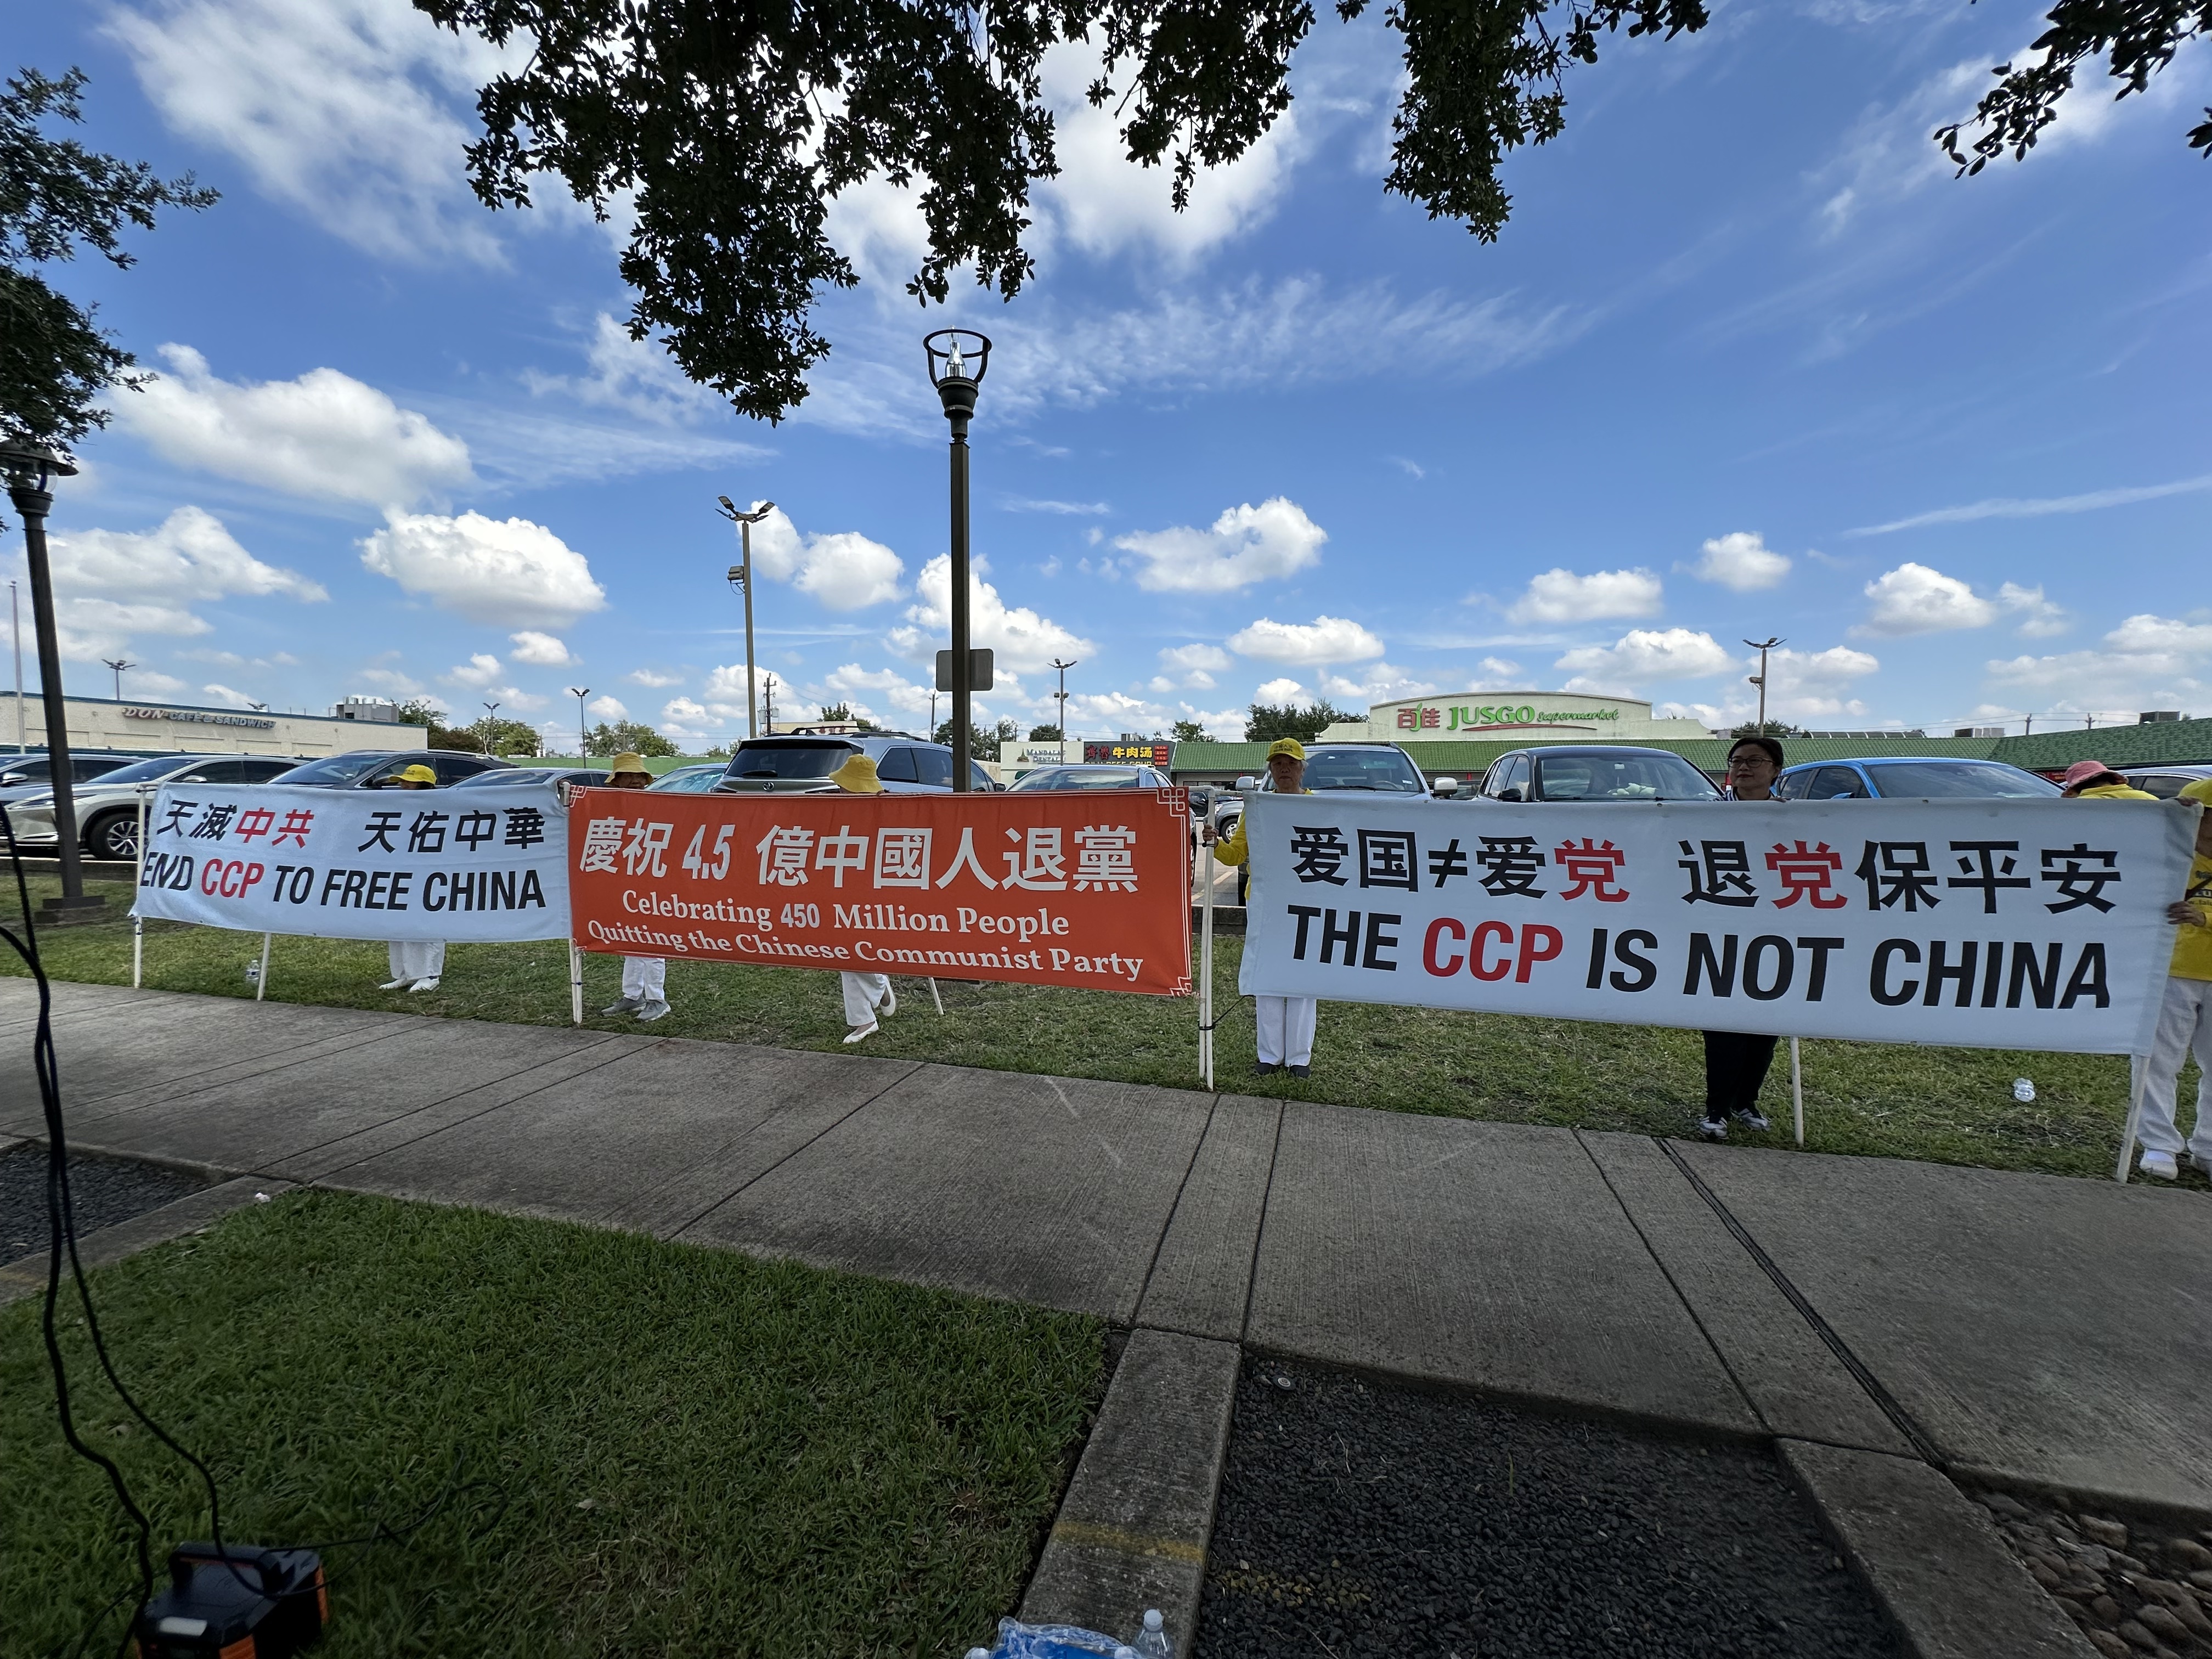 DON CAFE & SANDWICH
百佳 JUSGO Supermarket
牛肉汤
天滅中共 天佑中華
END CCP TO FREE CHINA
慶祝 4.5 億中國人退黨
Celebrating 450 Million People
Quitting the Chinese Communist Party
爱国≠爱党 退党保平安
THE CCP IS NOT CHINA